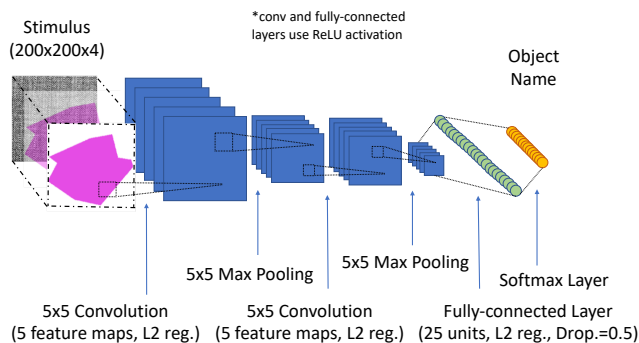 *conv and fully-connected
layers use ReLU activation
Stimulus
(200x200x4)
Object
Name
5x5 Max Pooling
5x5 Max Pooling
Softmax Layer
5x5 Convolution
(5 feature maps, L2 reg.)
5x5 Convolution
(5 feature maps, L2 reg.)
Fully-connected Layer
(25 units, L2 reg., Drop.=0.5)